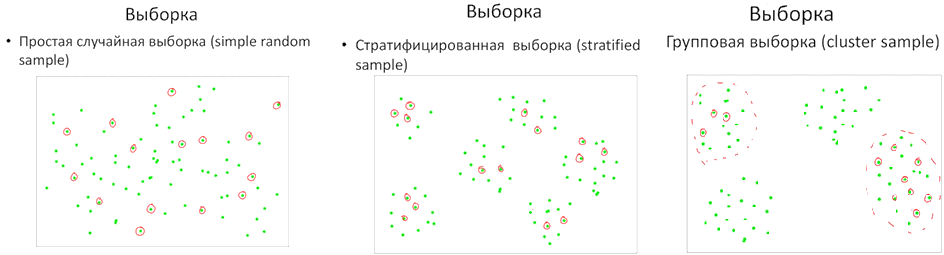 Выборка
• Простая случайная выборка (simple random
sample)
Выборка
• Стратифицированная выборка (stratified
sample)
Выборка
Групповая выборка (cluster sample)